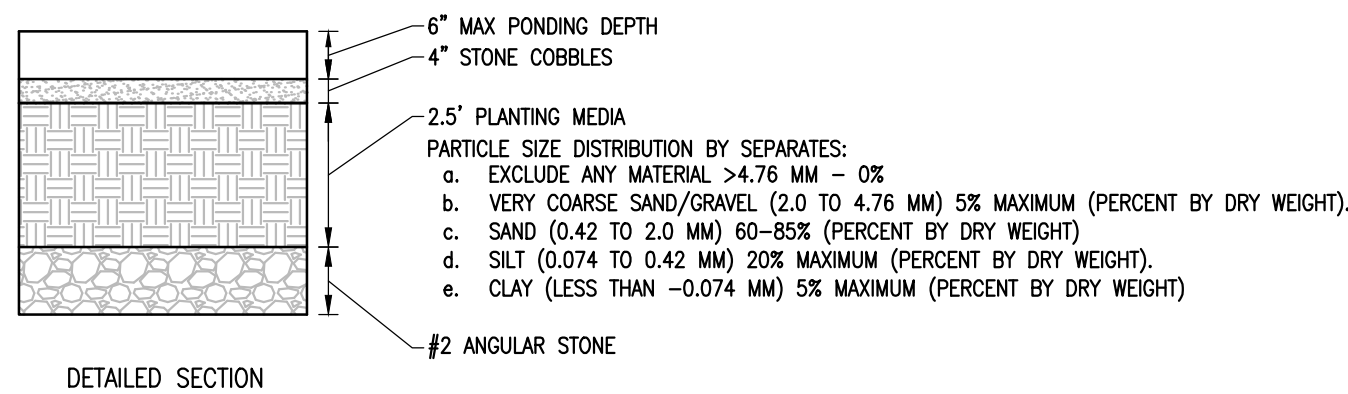 6" MAX PONDING DEPTH
4" STONE COBBLES
2.5' PLANTING MEDIA
PARTICLE SIZE DISTRIBUTION BY SEPARATES:
a. EXCLUDE ANY MATERIAL >4.76 MM – 0%
b. VERY COARSE SAND/GRAVEL (2.0 TO 4.76 MM) 5% MAXIMUM (PERCENT BY DRY WEIGHT).
c. SAND (0.42 TO 2.0 MM) 60–85% (PERCENT BY DRY WEIGHT)
d. SILT (0.074 TO 0.42 MM) 20% MAXIMUM (PERCENT BY DRY WEIGHT).
e. CLAY (LESS THAN –0.074 MM) 5% MAXIMUM (PERCENT BY DRY WEIGHT)
#2 ANGULAR STONE
DETAILED SECTION